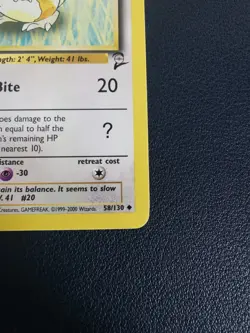 ngth: 2' 4", Weight: 41 lbs.
Bite 20
oes damage to the
n equal to half the ?
's remaining HP
nearest 10).
sistance retreat cost
-30
ain its balance. It seems to slow
V. 41 #20
Creatures, GAMEFREAK. ©1999-2000 Wizards. 58/130